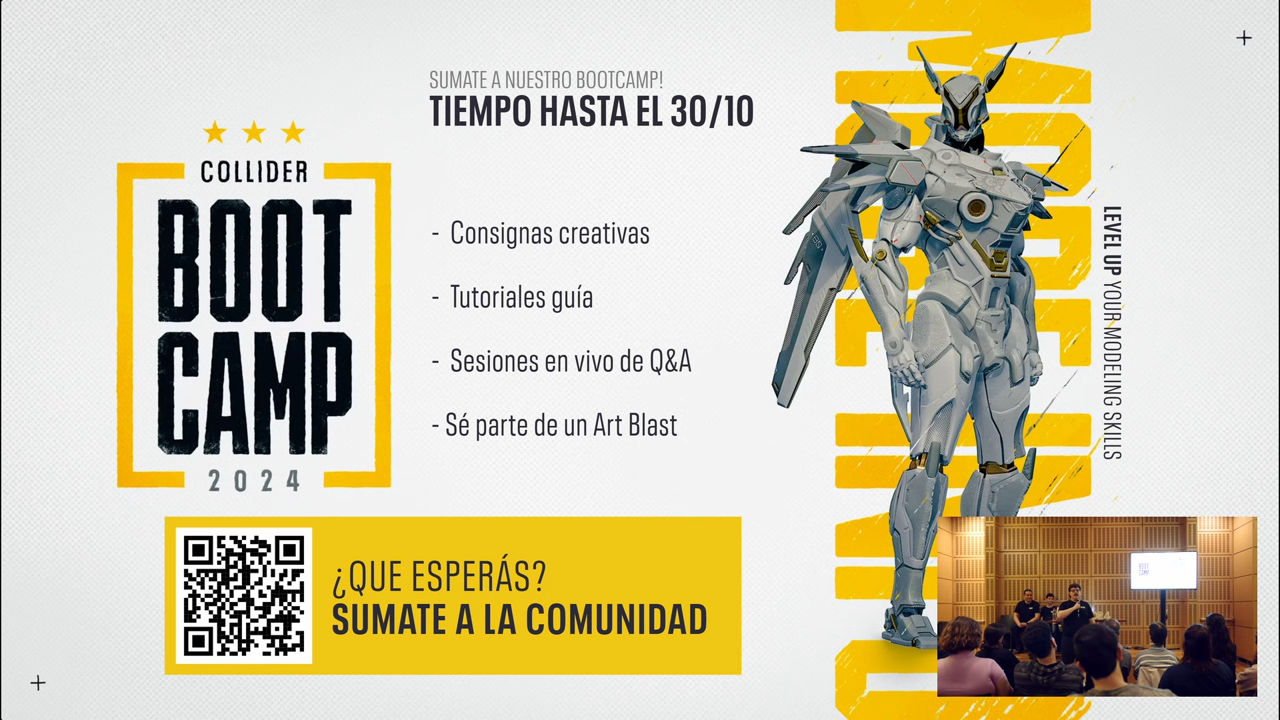 SUMATE A NUESTRO BOOTCAMP!
TIEMPO HASTA EL 30/10
COLLIDER
BOOT
CAMP
2024
- Consignas creativas
- Tutoriales guía
- Sesiones en vivo de Q&A
- Sé parte de un Art Blast
¿QUE ESPERÁS?
SUMATE A LA COMUNIDAD
LEVEL UP YOUR MODELING SKILLS